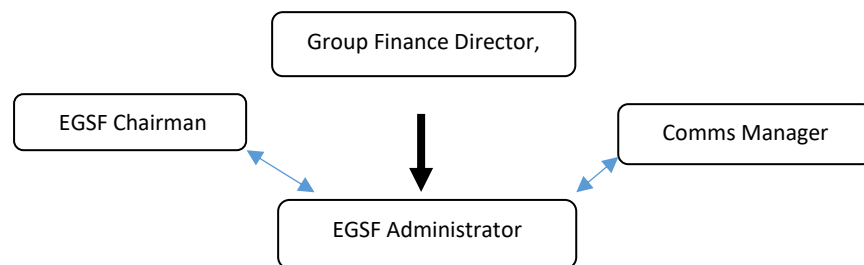 Group Finance Director,
EGSF Chairman
Comms Manager
EGSF Administrator